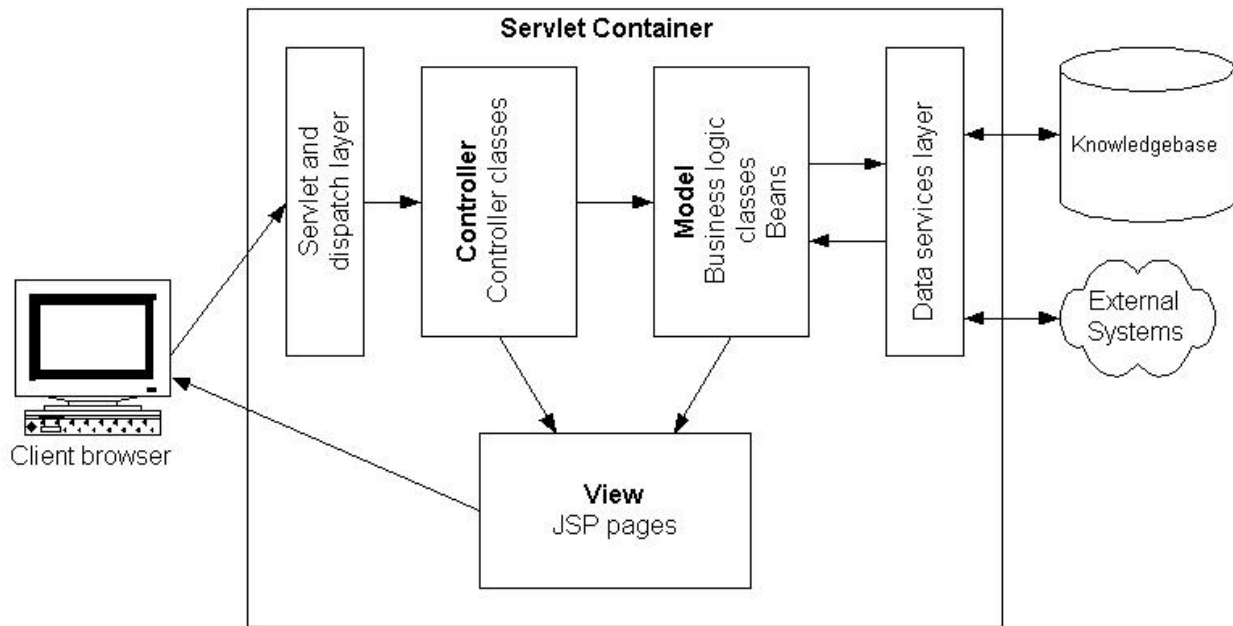 Servlet Container
Servlet and
dispatch layer
Controller
Controller classes
Model
Business logic
classes
Beans
Data services layer
Knowledgebase
External
Systems
Client browser
View
JSP pages